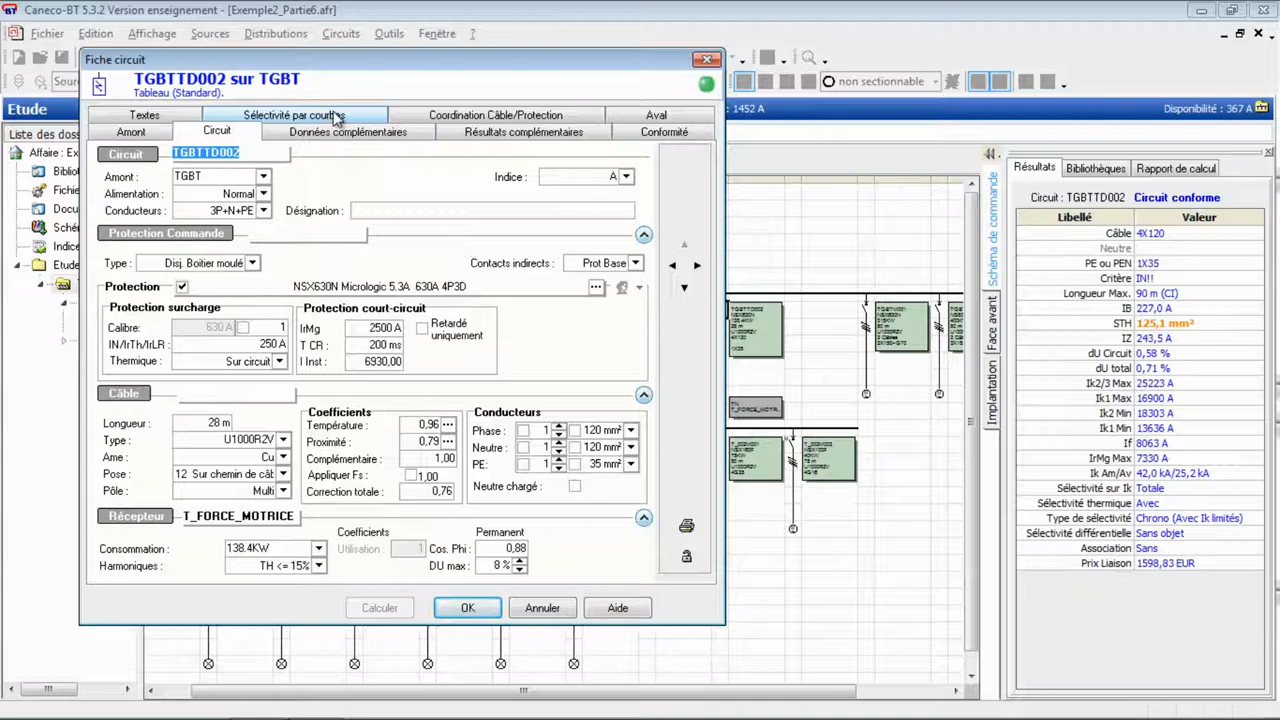 Caneco-BT 5.3.2 Version enseignement - [Exemple2_Partie6.afr]
Fichier Edition Affichage Sources Distributions Circuits Outils Fenêtre ?
Fiche circuit
TGBTTD002 sur TGBT
Tableau (Standard).
Textes Sélectivité par courbes Coordination Câble/Protection Aval
Amont Circuit Données complémentaires Résultats complémentaires Conformité
Circuit TGBTTD002
Amont : TGBT Indice : A
Alimentation : Normal
Conducteurs : 3P+N+PE Désignation :
Protection Commande
Type : Disj. Boitier moulé Contacts indirects : Prot Base
Protection NSX630N Micrologic 5.3A 630A 4P3D
Protection surcharge Protection court-circuit
Calibre: 630 A 1 IrMg 2500 A Retardé uniquement
IN/IrTh/IrLR: 250 A T CR : 200 ms
Thermique : Sur circuit I Inst : 6930,00
Câble
Longueur: 28 m
Type : U1000R2V
Ame : Cu
Pose : 12 Sur chemin de câb
Pôle : Multi
Coefficients
Température : 0,96
Proximité : 0,79
Complémentaire : 1,00
Appliquer Fs : 1,00
Correction totale : 0,76
Conducteurs
Phase : 1 120 mm²
Neutre : 1 120 mm²
PE: 1 35 mm²
Neutre chargé :
Récepteur T_FORCE_MOTRICE
Coefficients Permanent
Consommation : 138.4KW Utilisation : 1 Cos. Phi : 0,88
Harmoniques : TH <= 15% DU max : 8 %
Calculer OK Annuler Aide
Sour
non sectionnable
Etude
: 1452 A Disponibilité : 367 A
Liste des dos
Affaire : Ex
Bibliot
Fichie
Docu
Schér
Indice
Etude
Schéma de commande
Face avant
Implantation
T_FORCE_MOTR..
Résultats Bibliothèques Rapport de calcul
Circuit : TGBTTD002 Circuit conforme
Libellé Valeur
Câble 4X120
Neutre
PE ou PEN 1X35
Critère IN!!
Longueur Max. 90 m (CI)
IB 227,0 A
STH 125,1 mm²
IZ 243,5 A
dU Circuit 0,58 %
dU total 0,71 %
Ik2/3 Max 25223 A
Ik1 Max 16900 A
Ik2 Min 18303 A
Ik1 Min 13636 A
If 8063 A
IrMg Max 7330 A
Ik Am/Av 42,0 kA/25,2 kA
Sélectivité sur Ik Totale
Sélectivité thermique Avec
Type de sélectivité Chrono (Avec Ik limités)
Sélectivité différentielle Sans objet
Association Sans
Prix Liaison 1598,83 EUR